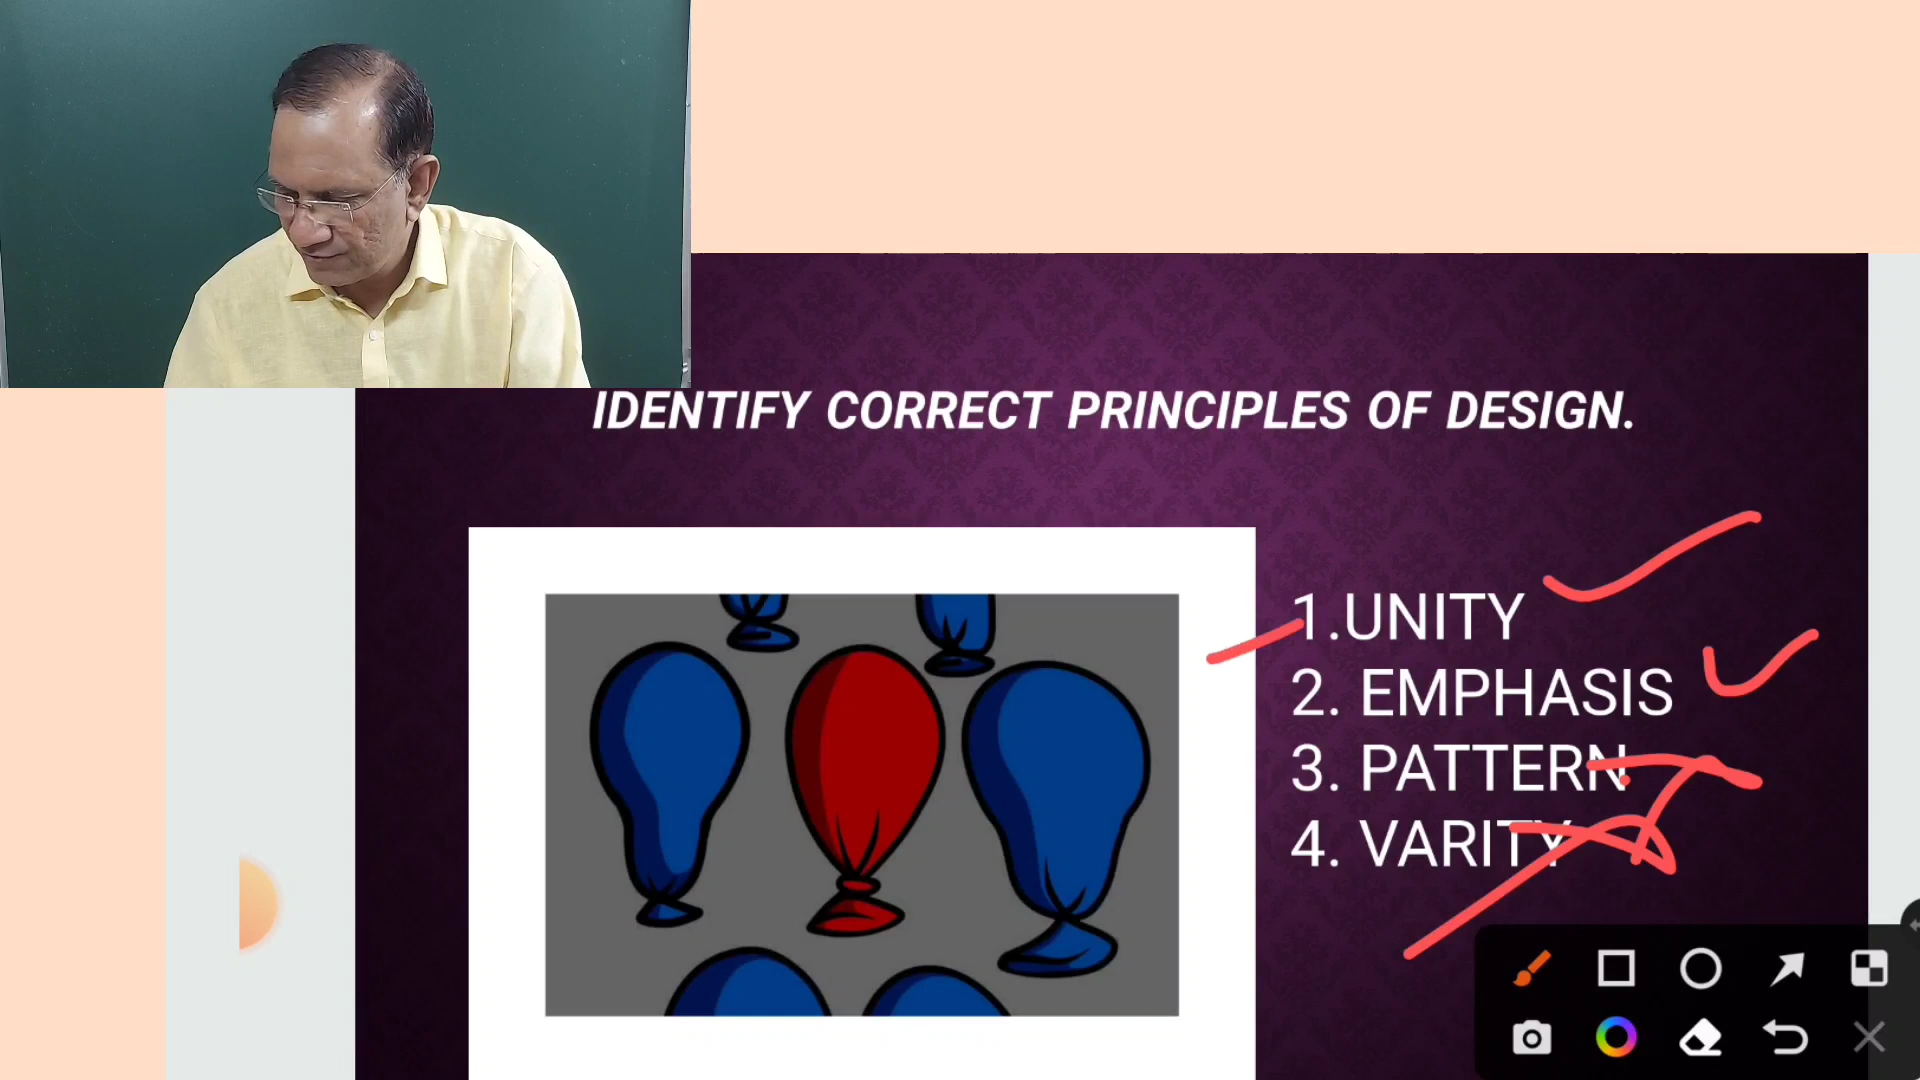 IDENTIFY CORRECT PRINCIPLES OF DESIGN.
1.UNITY
2. EMPHASIS
3. PATTERN.
4. VARITY